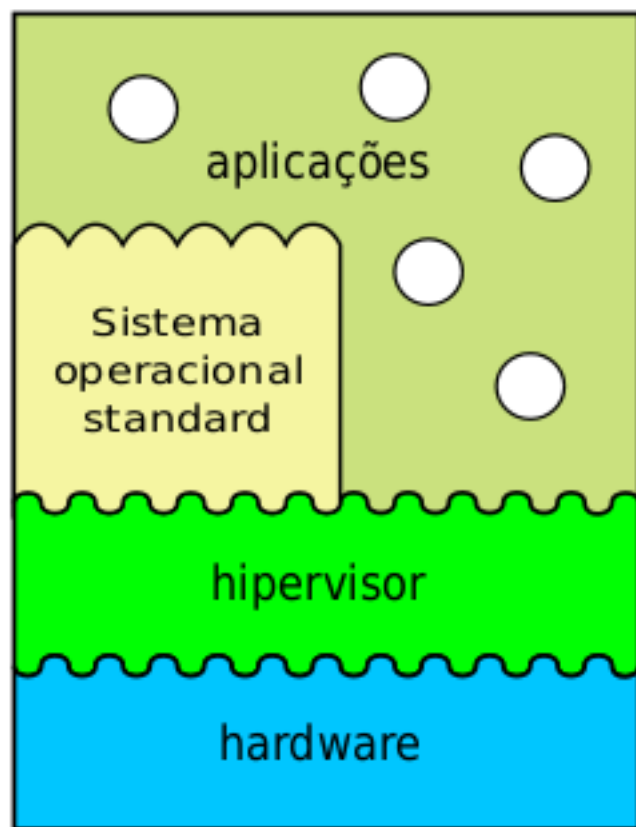 aplicações
Sistema
operacional
standard
hipervisor
hardware